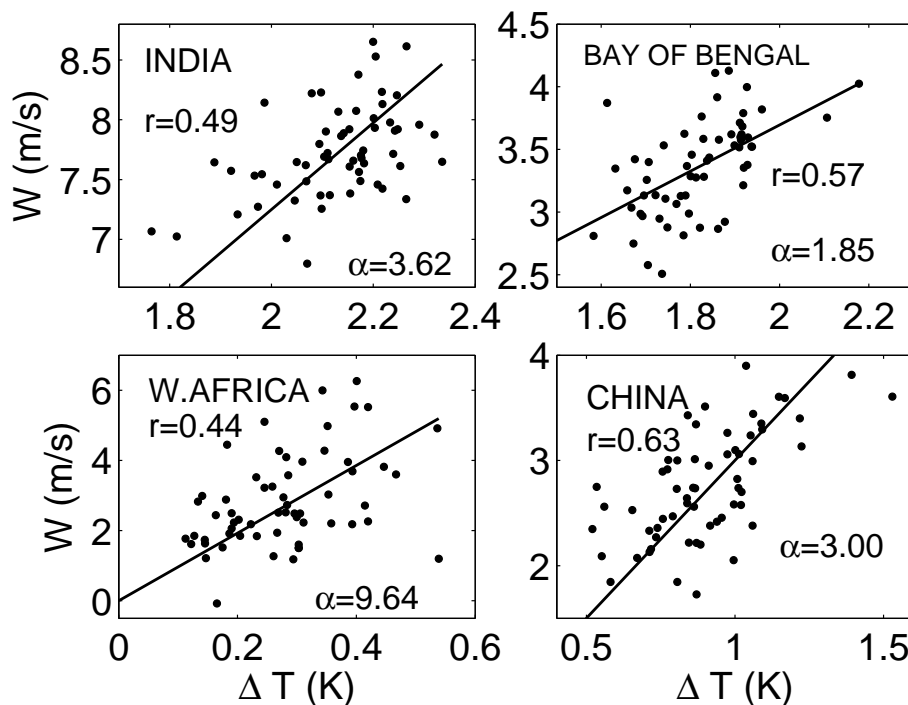 INDIA
r=0.49
α=3.62
W (m/s)
8.5
8
7.5
7
1.8
2
2.2
2.4
BAY OF BENGAL
r=0.57
α=1.85
4.5
4
3.5
3
2.5
1.6
1.8
2
2.2
W.AFRICA
r=0.44
α=9.64
W (m/s)
6
4
2
0
0
0.2
0.4
0.6
Δ T (K)
CHINA
r=0.63
α=3.00
4
3
2
0.5
1
1.5
Δ T (K)